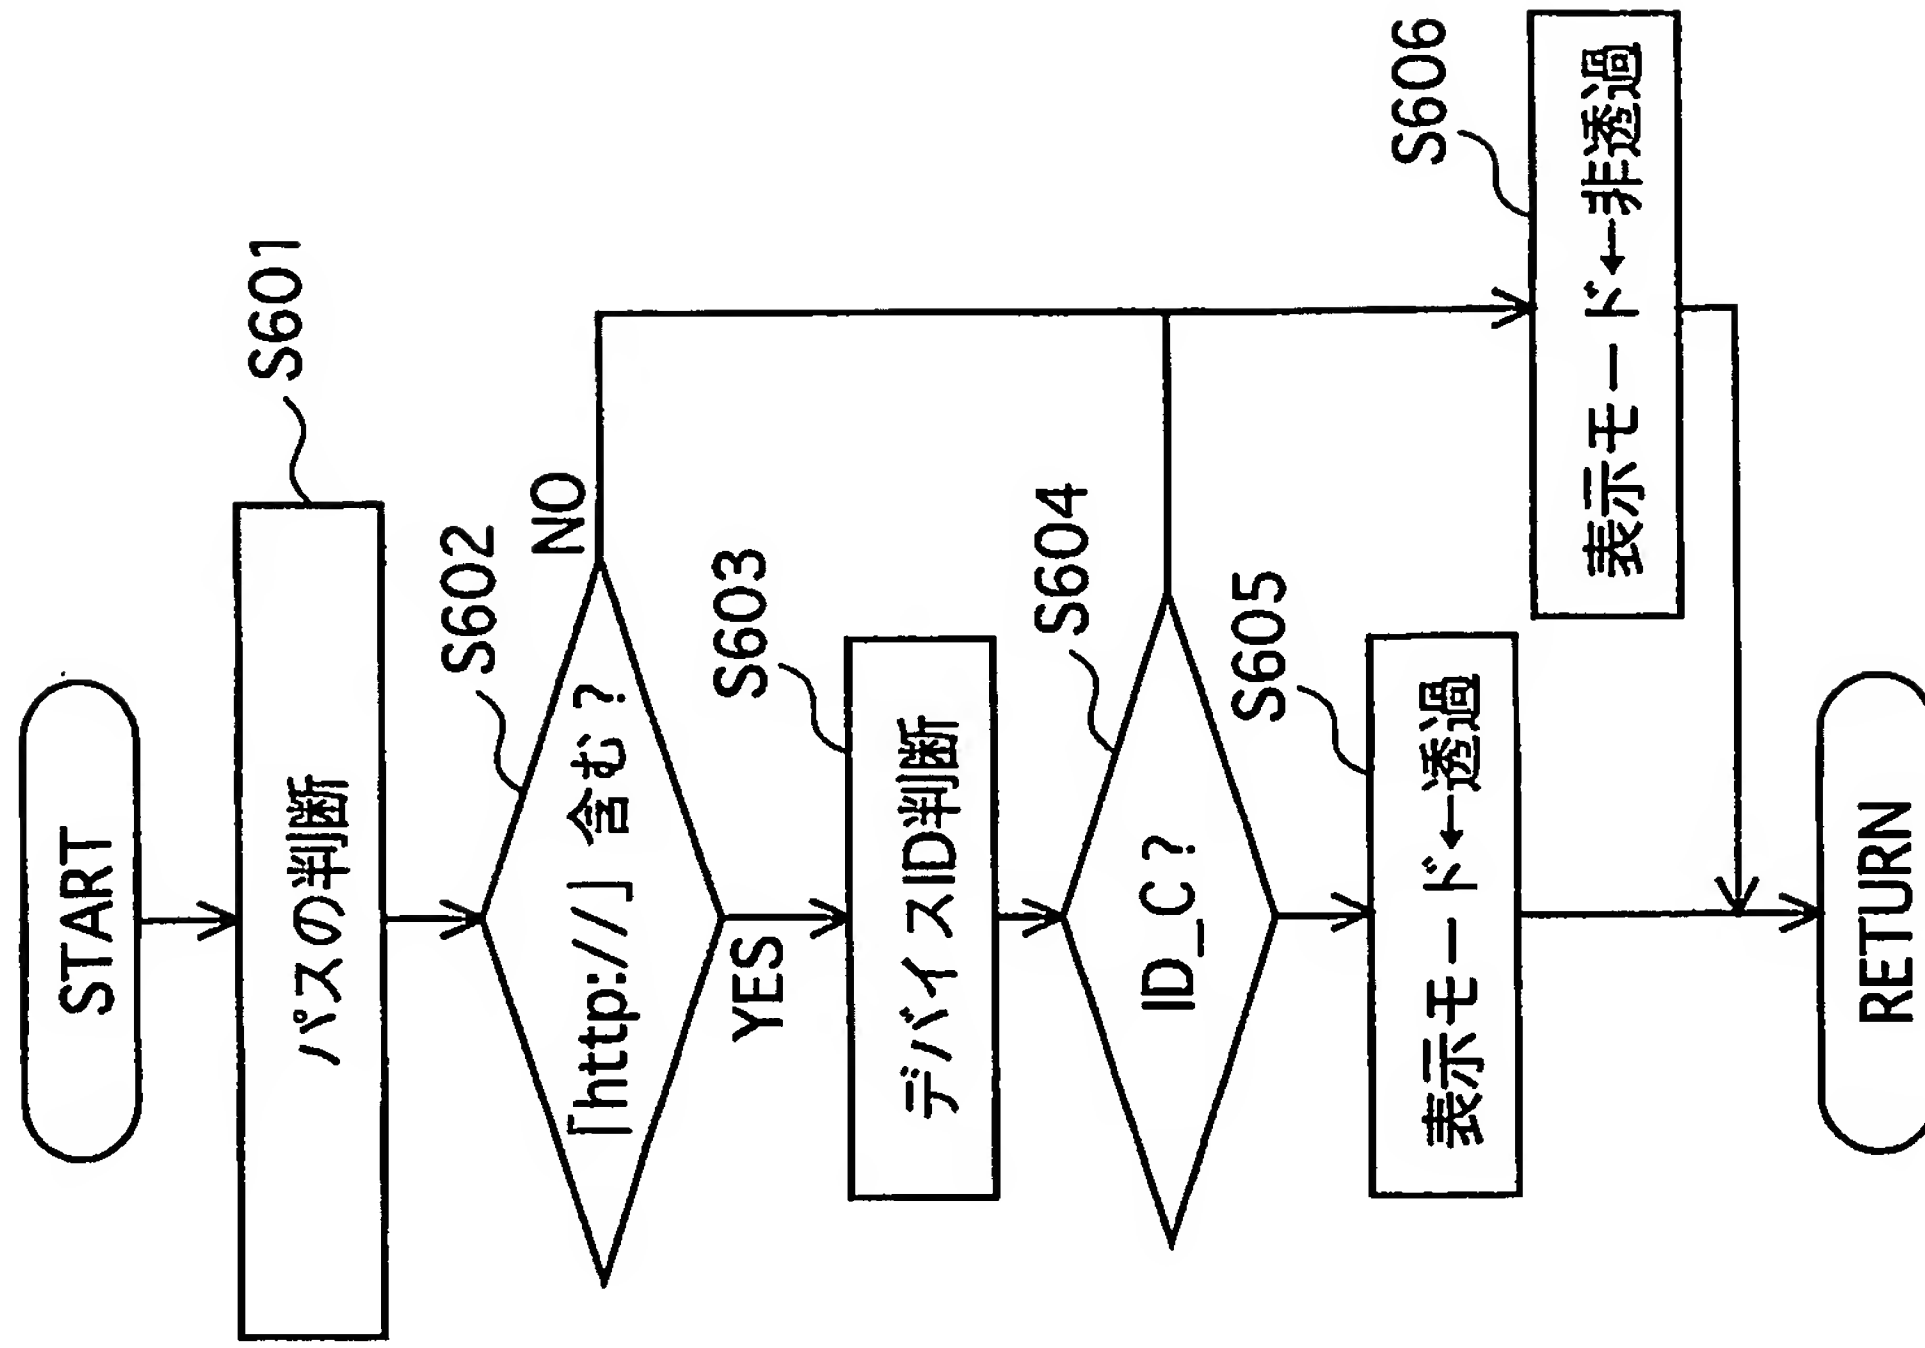 START
S601
パスの判断
S602
「http://」含む？
NO
YES
S603
デバイスID判断
S604
ID_C？
S605
表示モード←透過
S606
表示モード←非透過
RETURN